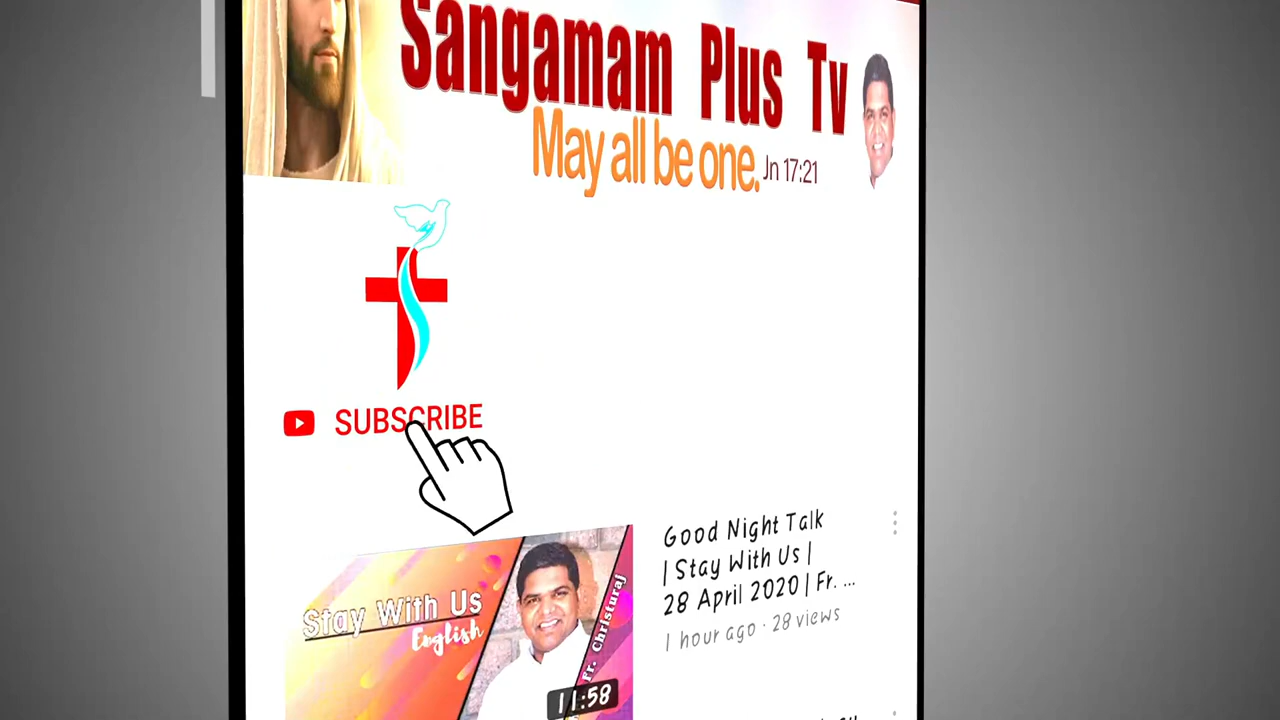 Sangamam Plus Tv
May all be one. Jn 17:21
SUBSCRIBE
Good Night Talk
| Stay With Us |
28 April 2020 | Fr. ...
1 hour ago · 28 views
Stay With Us
English
Fr. Christuraj
11:58